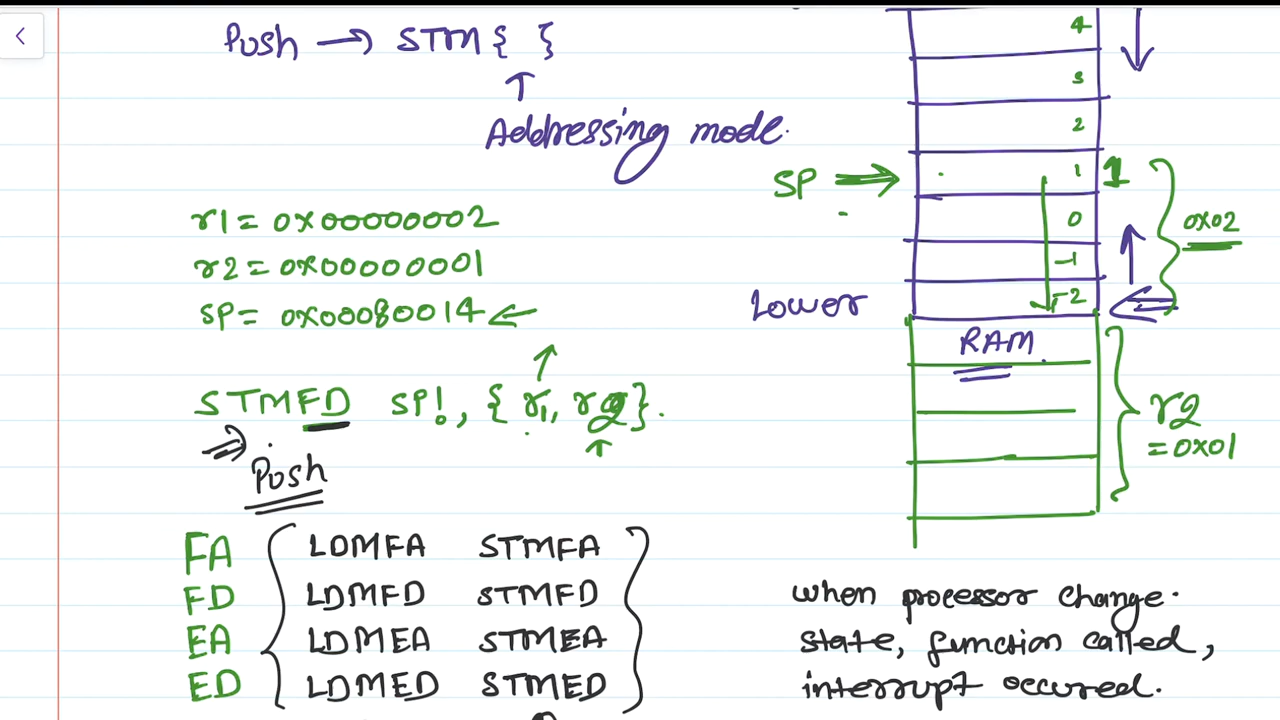 Push → STM{ }
Addressing mode.
r1 = 0x00000002
r2 = 0x00000001
SP = 0x00080014 ←
STMFD SP!, { r1, r2 }.
⇒ Push
FA LDMFA STMFA
FD LDMFD STMFD
EA LDMEA STMEA
ED LDMED STMED
4
3
2
SP ⇒ 1 1
0
-1
Lower -2
0x02
RAM
r2
= 0x01
when processor change.
state, function called,
interrupt occured.